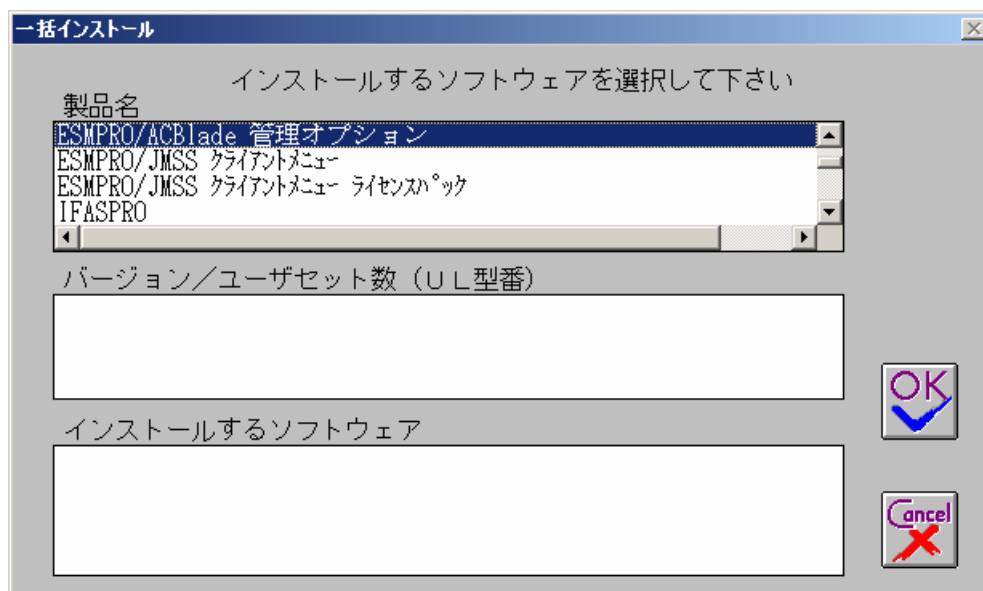 一括インストール
インストールするソフトウェアを選択して下さい
製品名
ESMPRO/ACBlade 管理オプション
ESMPRO/JMSS ｸﾗｲｱﾝﾄﾒﾆｭｰ
ESMPRO/JMSS ｸﾗｲｱﾝﾄﾒﾆｭｰ ﾗｲｾﾝｽﾊﾟｯｸ
IFASPRO
バージョン／ユーザセット数（ＵＬ型番）
OK
インストールするソフトウェア
Cancel